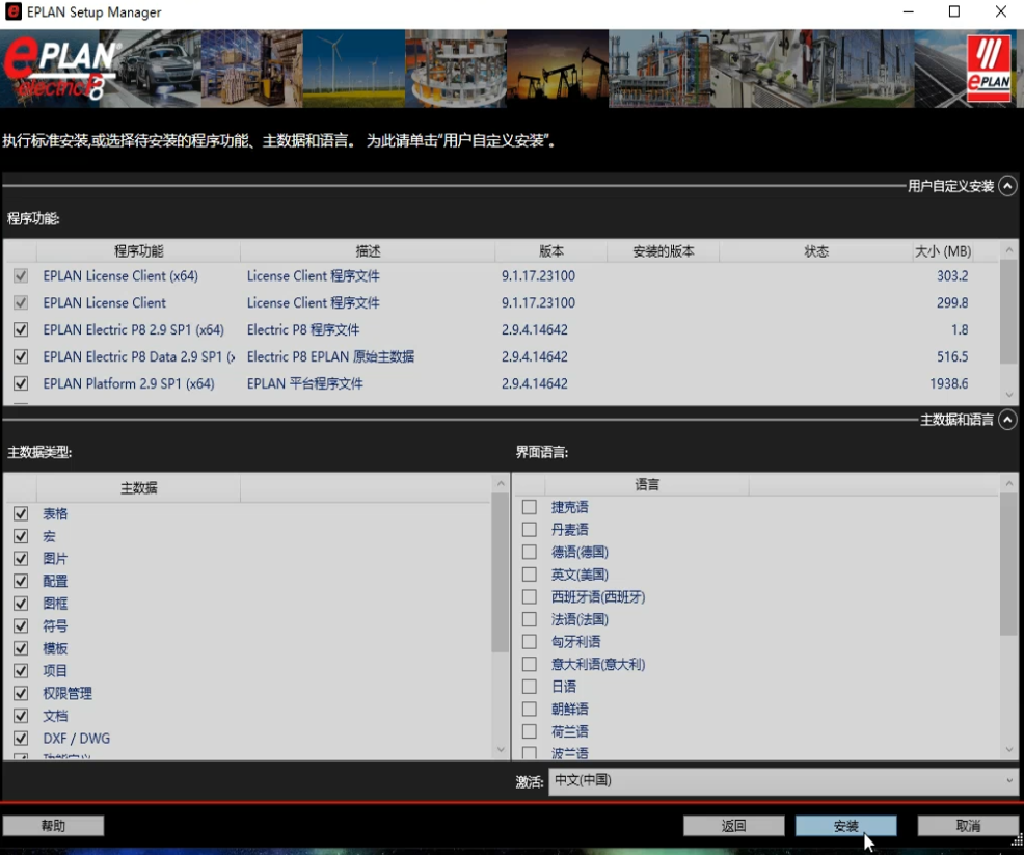 EPLAN Setup Manager
ePLAN
electric P8
ePLAN
执行标准安装,或选择待安装的程序功能、主数据和语言。 为此请单击"用户自定义安装"。
用户自定义安装
程序功能:
程序功能 描述 版本 安装的版本 状态 大小 (MB)
EPLAN License Client (x64) License Client 程序文件 9.1.17.23100 303.2
EPLAN License Client License Client 程序文件 9.1.17.23100 299.8
EPLAN Electric P8 2.9 SP1 (x64) Electric P8 程序文件 2.9.4.14642 1.8
EPLAN Electric P8 Data 2.9 SP1 (x Electric P8 EPLAN 原始主数据 2.9.4.14642 516.5
EPLAN Platform 2.9 SP1 (x64) EPLAN 平台程序文件 2.9.4.14642 1938.6
主数据和语言
主数据类型: 界面语言:
主数据 语言
表格 捷克语
宏 丹麦语
图片 德语(德国)
配置 英文(美国)
图框 西班牙语(西班牙)
符号 法语(法国)
模板 匈牙利语
项目 意大利语(意大利)
权限管理 日语
文档 朝鲜语
DXF / DWG 荷兰语
功能定义 波兰语
激活: 中文(中国)
帮助 返回 安装 取消